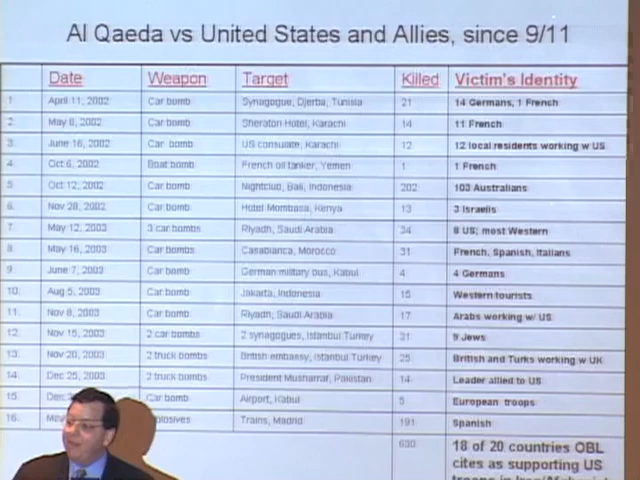 Al Qaeda vs United States and Allies, since 9/11
Date Weapon Target Killed Victim's Identity
1. April 11, 2002 Car bomb Synagogue, Djerba, Tunisia 21 14 Germans, 1 French
2. May 8, 2002 Car bomb Sheraton Hotel, Karachi 14 11 French
3. June 16, 2002 Car bomb US consulate, Karachi 12 12 local residents working w US
4. Oct 6, 2002 Boat bomb French oil tanker, Yemen 1 1 French
5. Oct 12, 2002 Car bomb Nightclub, Bali, Indonesia 202 103 Australians
6. Nov 28, 2002 Car bomb Hotel Mombasa, Kenya 13 3 Israelis
7. May 12, 2003 3 car bombs Riyadh, Saudi Arabia 34 8 US; most Western
8. May 16, 2003 Car bombs Casablanca, Morocco 31 French, Spanish, Italians
9. June 7, 2003 Car bomb German military bus, Kabul 4 4 Germans
10. Aug 5, 2003 Car bomb Jakarta, Indonesia 15 Western tourists
11. Nov 8, 2003 Car bomb Riyadh, Saudi Arabia 17 Arabs working w/ US
12. Nov 15, 2003 2 car bombs 2 synagogues, Istanbul Turkey 31 Jews
13. Nov 20, 2003 2 truck bombs British embassy, Istanbul Turkey 25 British and Turks working w UK
14. Dec 25, 2003 2 truck bombs President Musharraf, Pakistan 14 Leader allied to US
15. Dec Car bomb Airport, Kabul 5 European troops
16. Trains, Madrid 191 Spanish
630 18 of 20 countries OBL
cites as supporting US
troops in